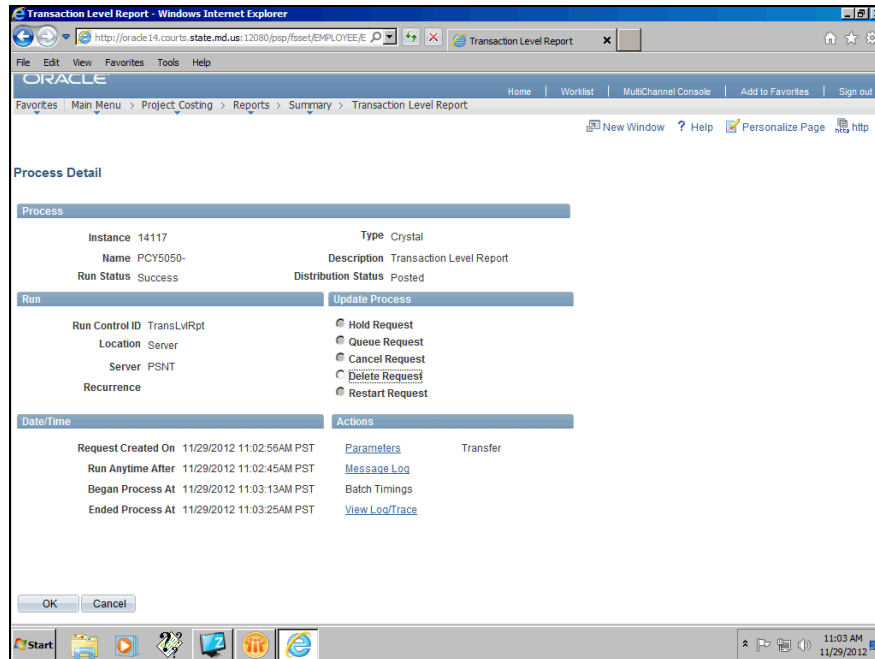 Transaction Level Report - Windows Internet Explorer
http://oracle14.courts.state.md.us:12080/psp/fsset/EMPLOYEE/E
Transaction Level Report
File Edit View Favorites Tools Help
ORACLE
Home | Worklist | MultiChannel Console | Add to Favorites | Sign out
Favorites | Main Menu > Project Costing > Reports > Summary > Transaction Level Report
New Window ? Help Personalize Page http
Process Detail
Process
Instance 14117 Type Crystal
Name PCY5050- Description Transaction Level Report
Run Status Success Distribution Status Posted
Run Update Process
Run Control ID TransLvlRpt
Location Server
Server PSNT
Recurrence
Hold Request
Queue Request
Cancel Request
Delete Request
Restart Request
Date/Time Actions
Request Created On 11/29/2012 11:02:56AM PST Parameters Transfer
Run Anytime After 11/29/2012 11:02:45AM PST Message Log
Began Process At 11/29/2012 11:03:13AM PST Batch Timings
Ended Process At 11/29/2012 11:03:25AM PST View Log/Trace
OK Cancel
Start 11:03 AM
11/29/2012